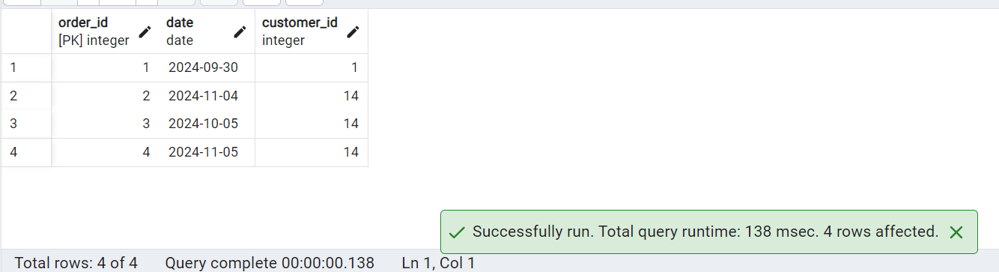 order_id date customer_id
[PK] integer date integer
1 1 2024-09-30 1
2 2 2024-11-04 14
3 3 2024-10-05 14
4 4 2024-11-05 14
Successfully run. Total query runtime: 138 msec. 4 rows affected.
Total rows: 4 of 4 Query complete 00:00:00.138 Ln 1, Col 1